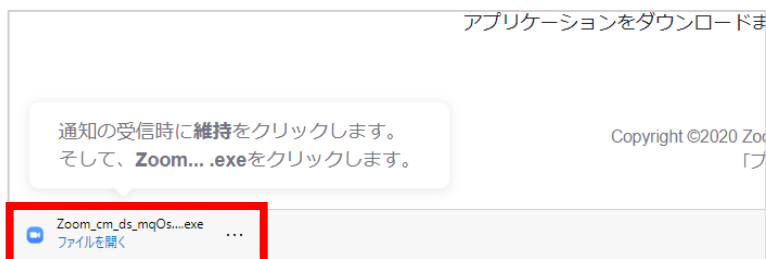 アプリケーションをダウンロードま
通知の受信時に維持をクリックします。
そして、Zoom... .exeをクリックします。
Copyright ©2020 Zoo
「プ
Zoom_cm_ds_mqOs....exe
ファイルを開く
...